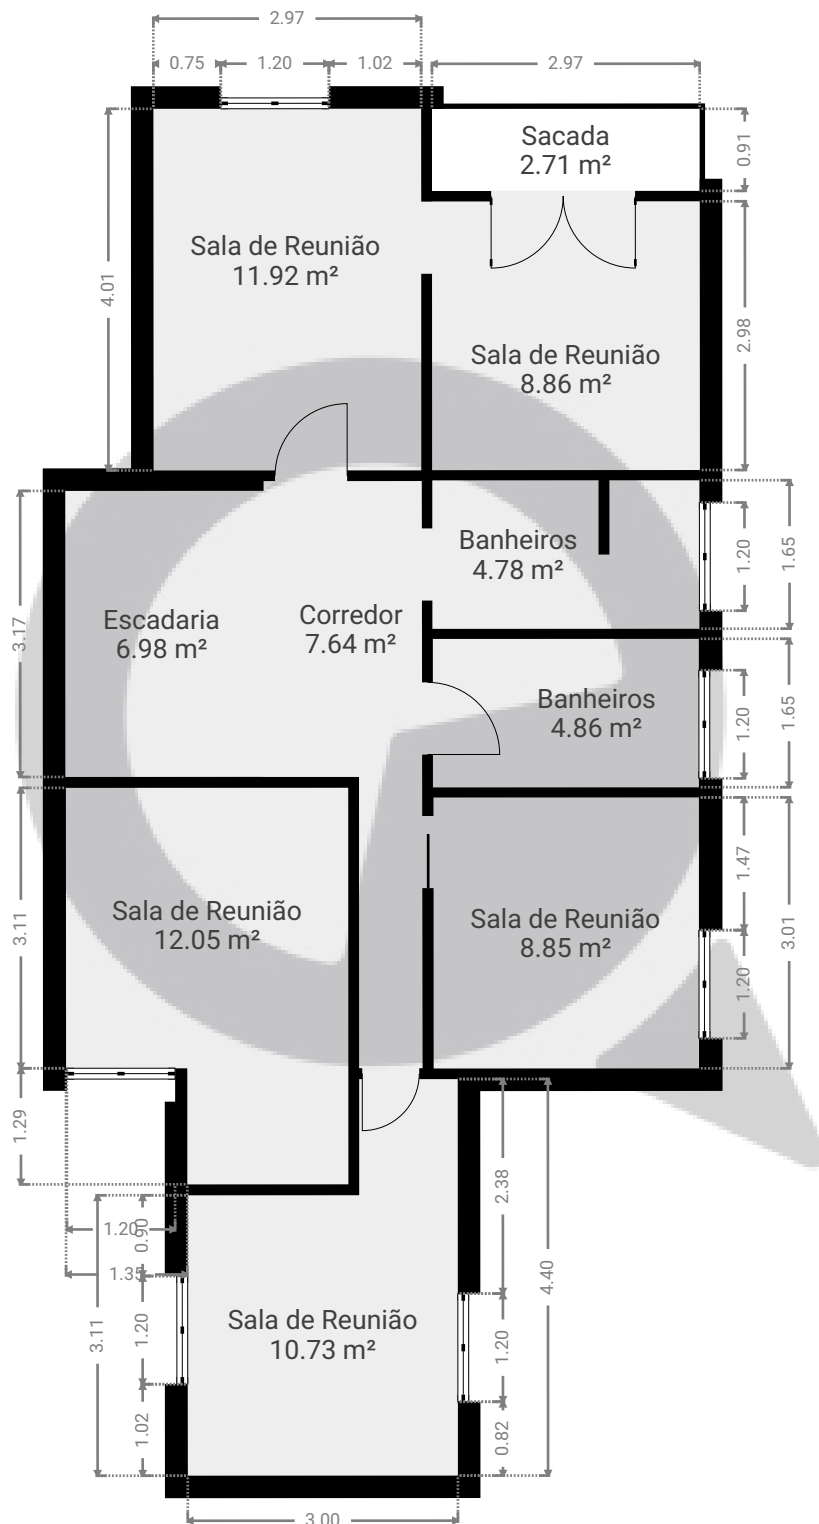 2.97
0.75
1.20
1.02
2.97
Sacada
2.71 m²
0.91
Sala de Reunião
11.92 m²
4.01
2.98
Sala de Reunião
8.86 m²
Banheiros
4.78 m²
1.20
1.65
Escadaria
6.98 m²
Corredor
7.64 m²
3.17
Banheiros
4.86 m²
1.20
1.65
Sala de Reunião
12.05 m²
3.11
Sala de Reunião
8.85 m²
1.47
3.01
1.20
1.29
2.38
1.20
0.90
1.35
4.40
3.11
1.20
Sala de Reunião
10.73 m²
1.20
1.02
0.82
3.00